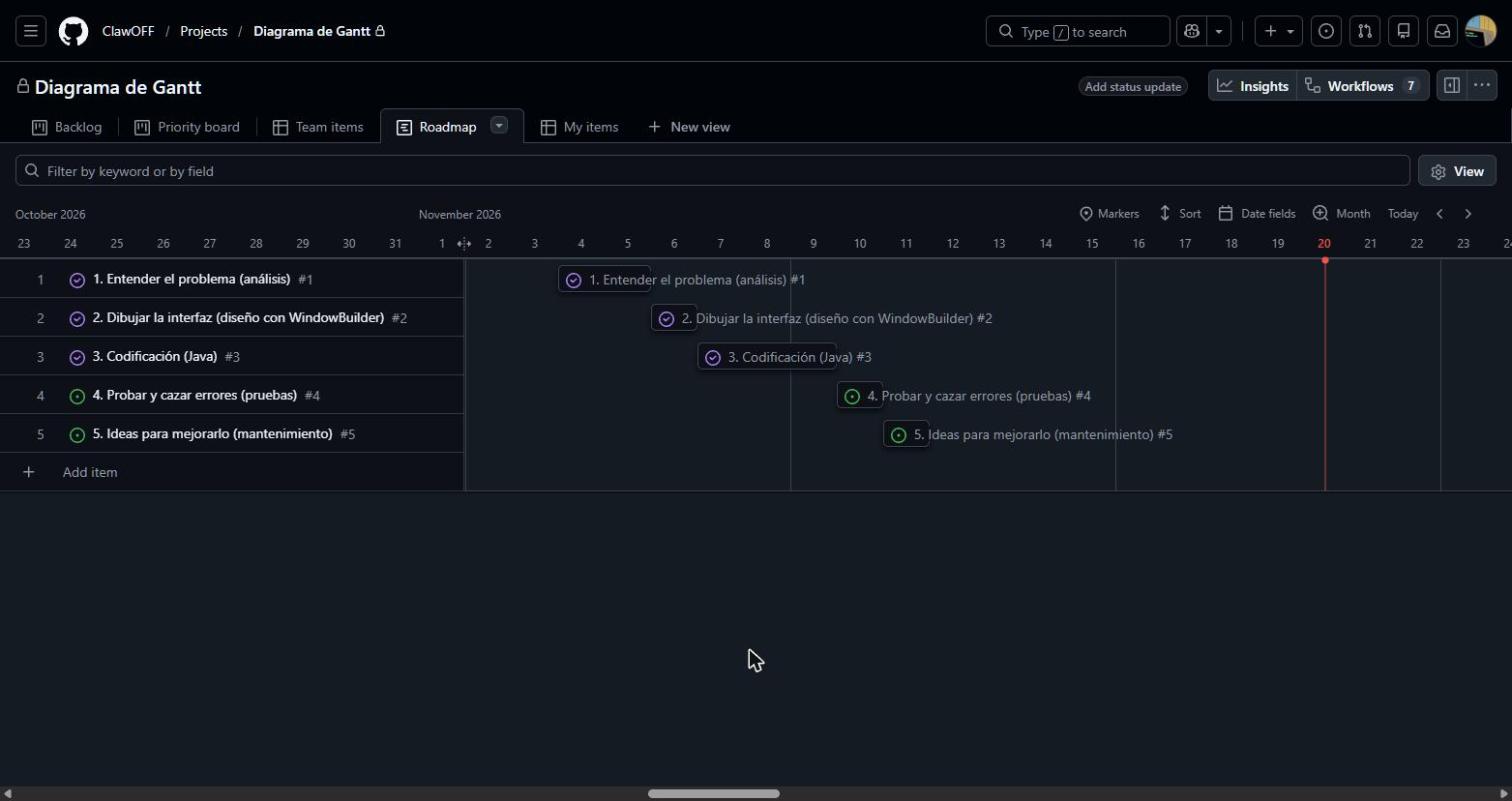 ClawOFF / Projects / Diagrama de Gantt
Type / to search
Diagrama de Gantt
Add status update
Insights
Workflows 7
Backlog
Priority board
Team items
Roadmap
My items
New view
Filter by keyword or by field
View
October 2026
November 2026
Markers
Sort
Date fields
Month
Today
23 24 25 26 27 28 29 30 31 1 2 3 4 5 6 7 8 9 10 11 12 13 14 15 16 17 18 19 20 21 22 23
1 1. Entender el problema (análisis) #1
1. Entender el problema (análisis) #1
2 2. Dibujar la interfaz (diseño con WindowBuilder) #2
2. Dibujar la interfaz (diseño con WindowBuilder) #2
3 3. Codificación (Java) #3
3. Codificación (Java) #3
4 4. Probar y cazar errores (pruebas) #4
4. Probar y cazar errores (pruebas) #4
5 5. Ideas para mejorarlo (mantenimiento) #5
5. Ideas para mejorarlo (mantenimiento) #5
Add item